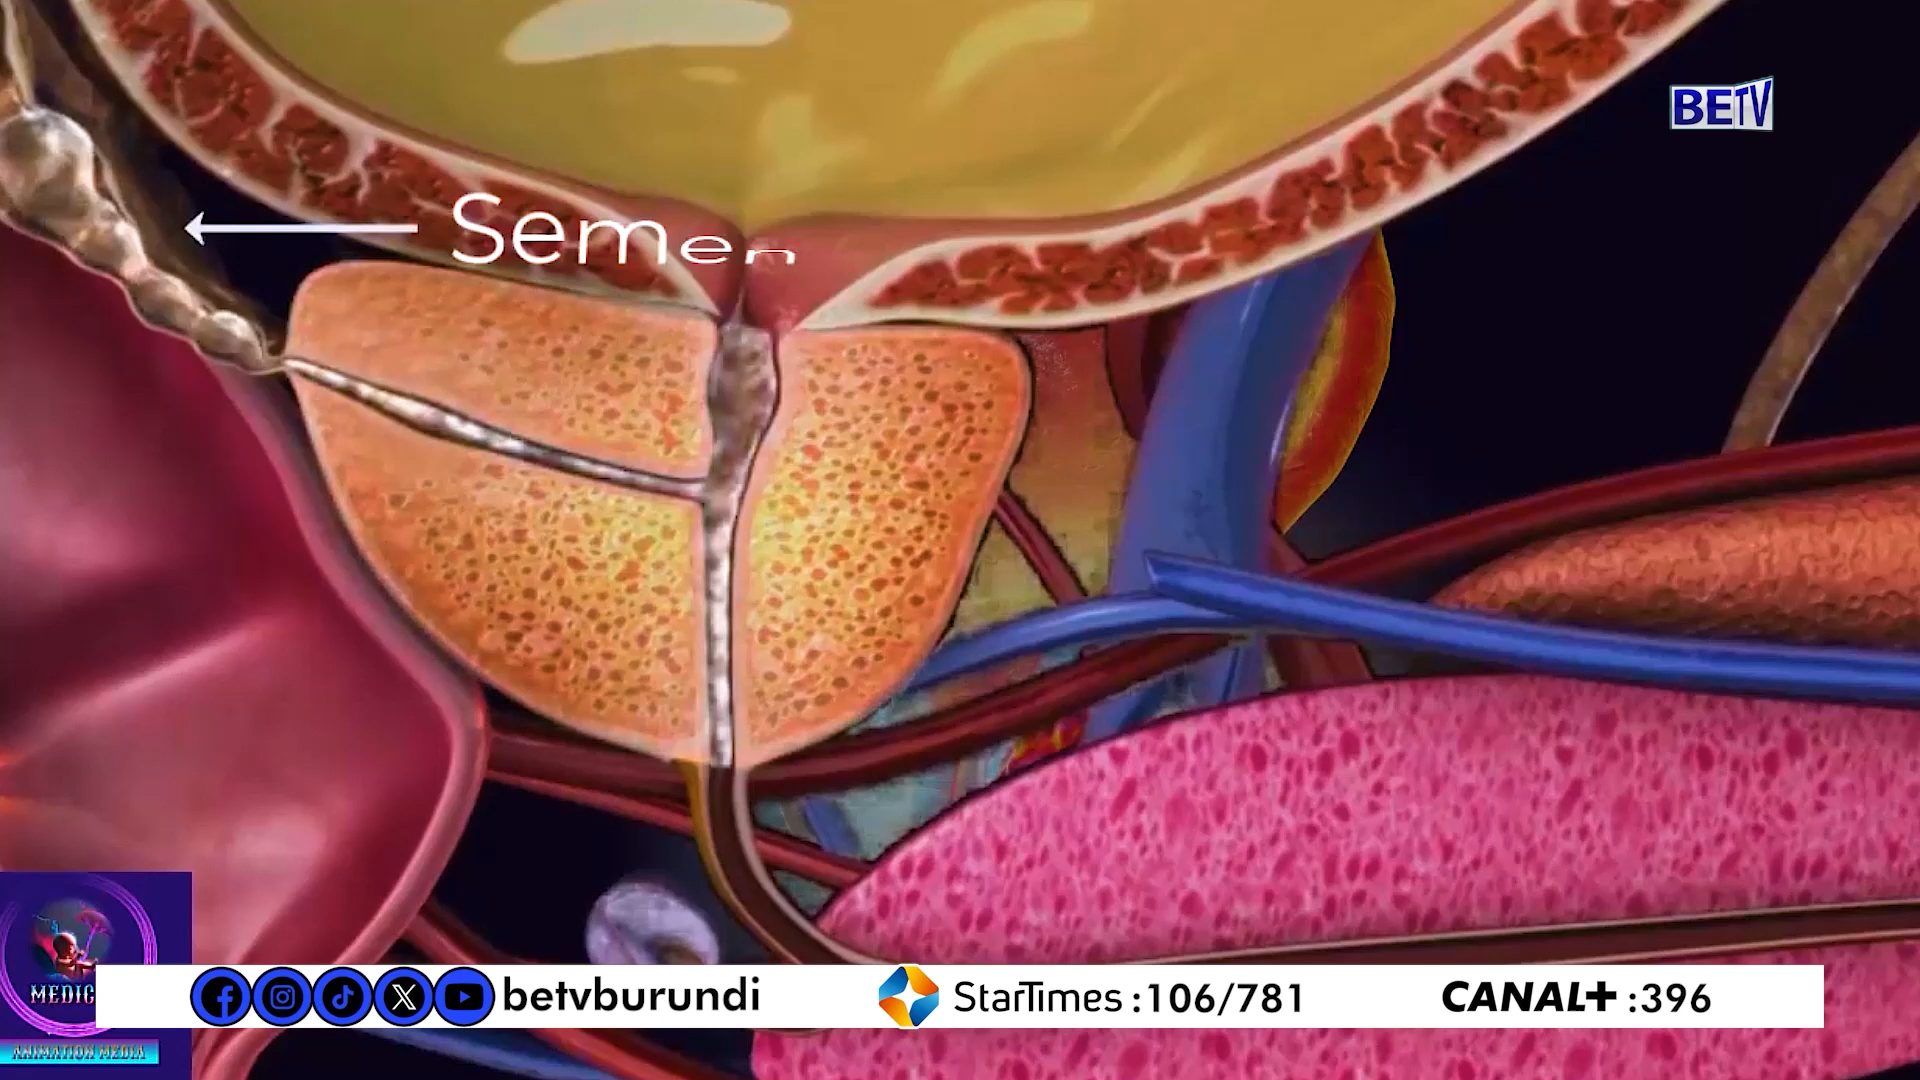 BETV
Semen
MEDIC
ANIMATION MEDIA
betvburundi
StarTimes :106/781
CANAL+ :396